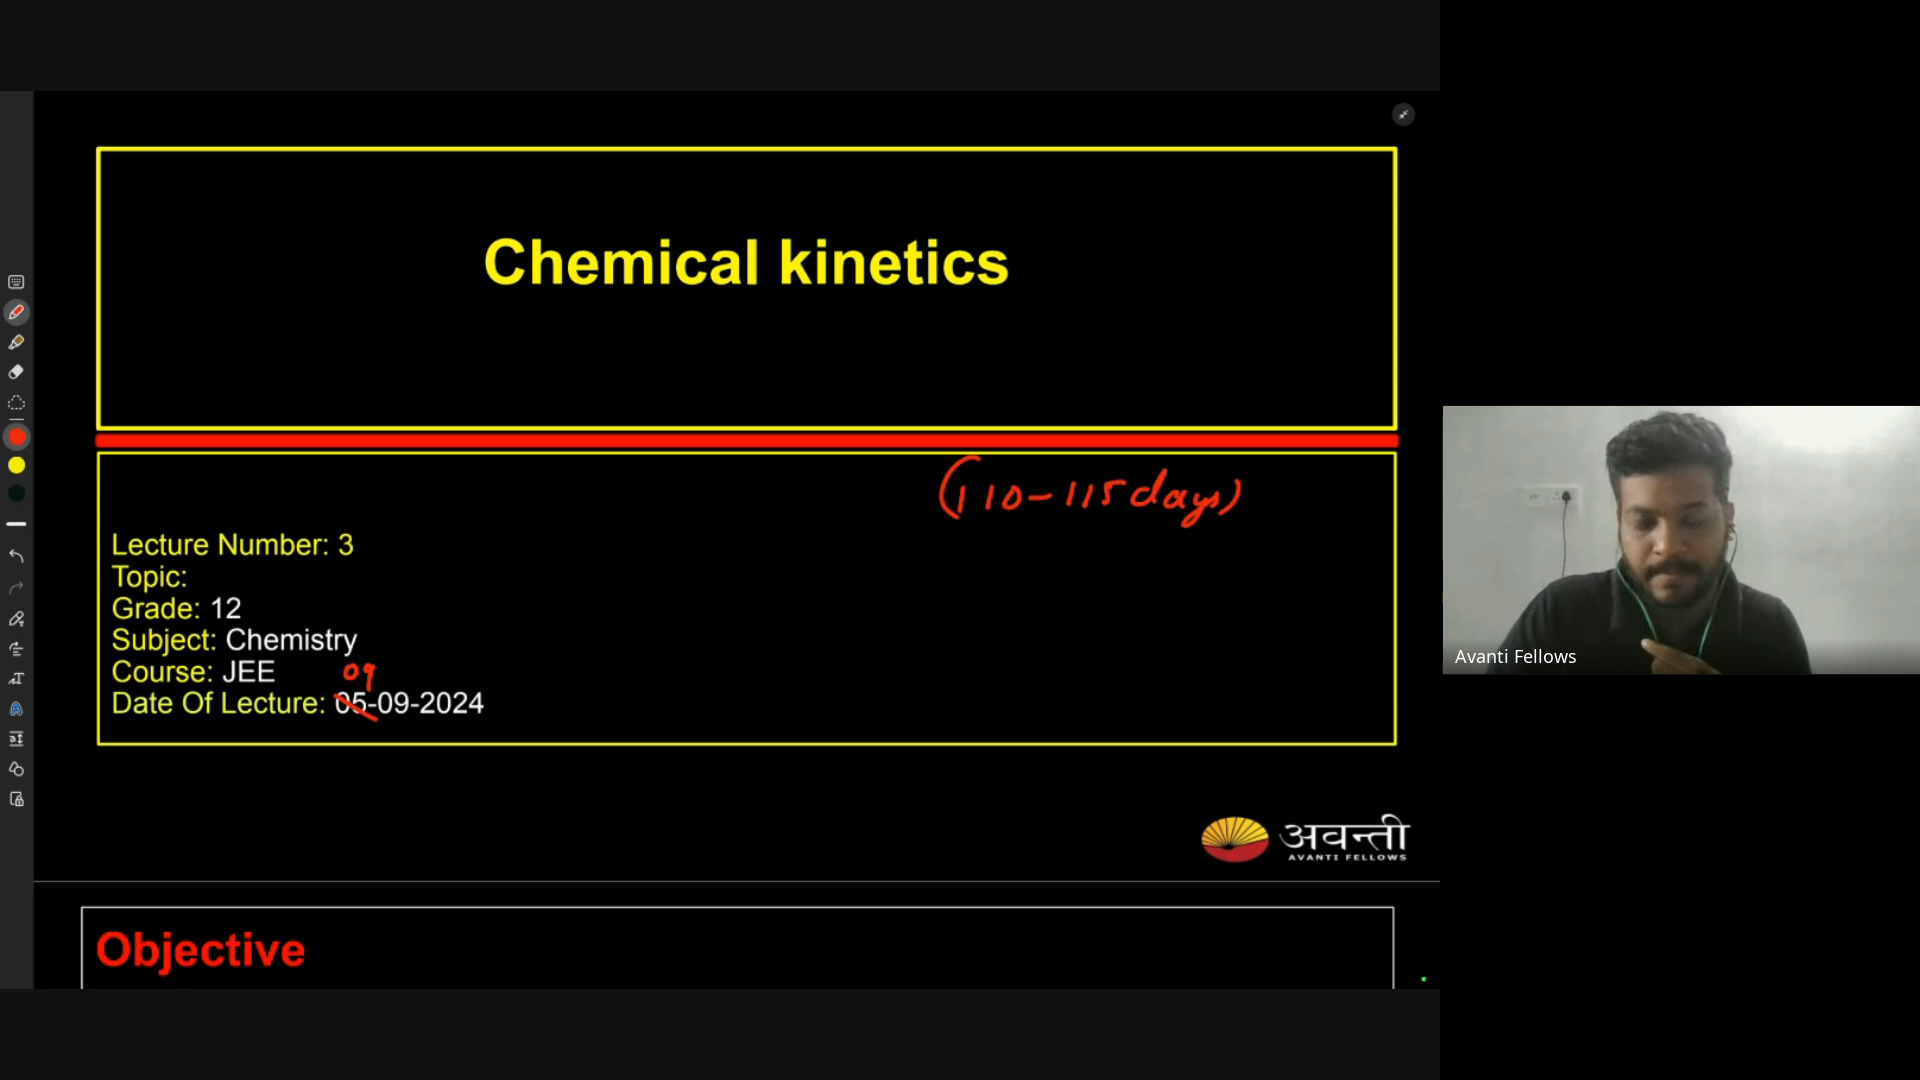 Chemical kinetics
(110-115 days)
Lecture Number: 3
Topic:
Grade: 12
Subject: Chemistry
Course: JEE
09
Date Of Lecture: 05-09-2024
अवन्ती
AVANTI FELLOWS
Objective
Avanti Fellows